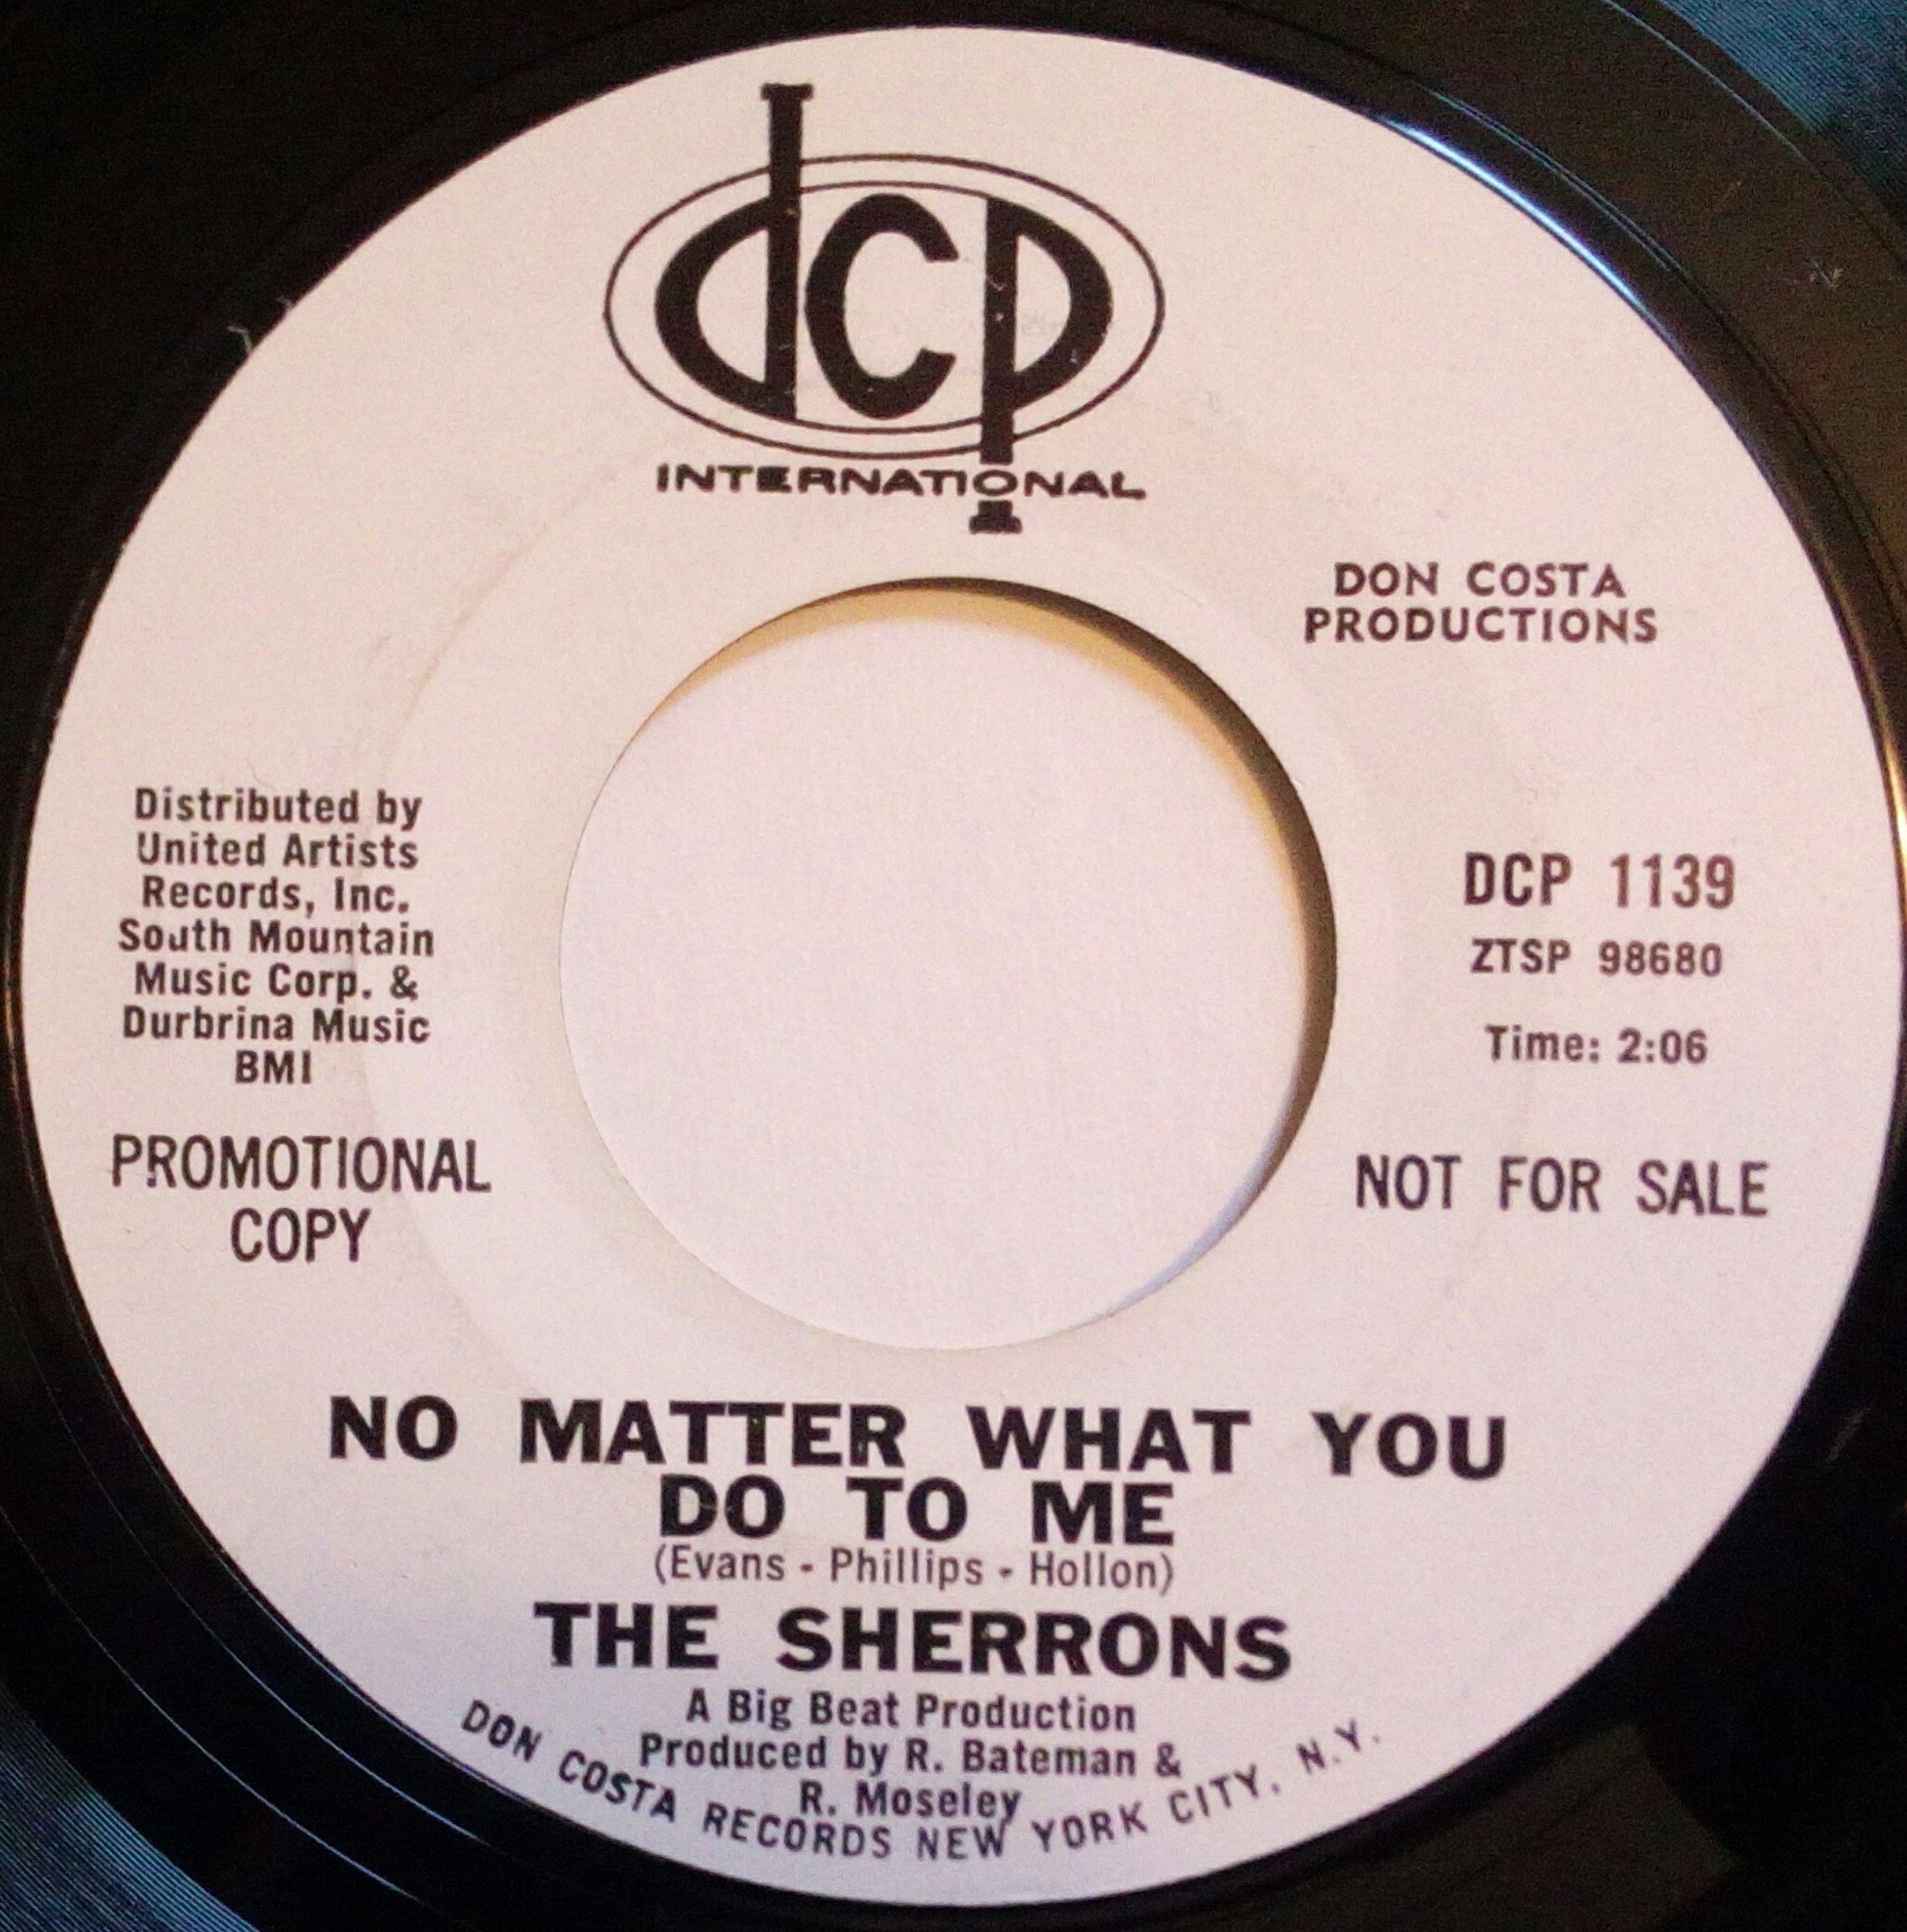 dcp
INTERNATIONAL
DON COSTA
PRODUCTIONS
Distributed by
United Artists
Records, Inc.
South Mountain
Music Corp. &
Durbrina Music
BMI
PROMOTIONAL
COPY
DCP 1139
ZTSP 98680
Time: 2:06
NOT FOR SALE
NO MATTER WHAT YOU
DO TO ME
(Evans - Phillips - Hollon)
THE SHERRONS
A Big Beat Production
Produced by R. Bateman &
R. Moseley
DON COSTA RECORDS NEW YORK CITY, N.Y.